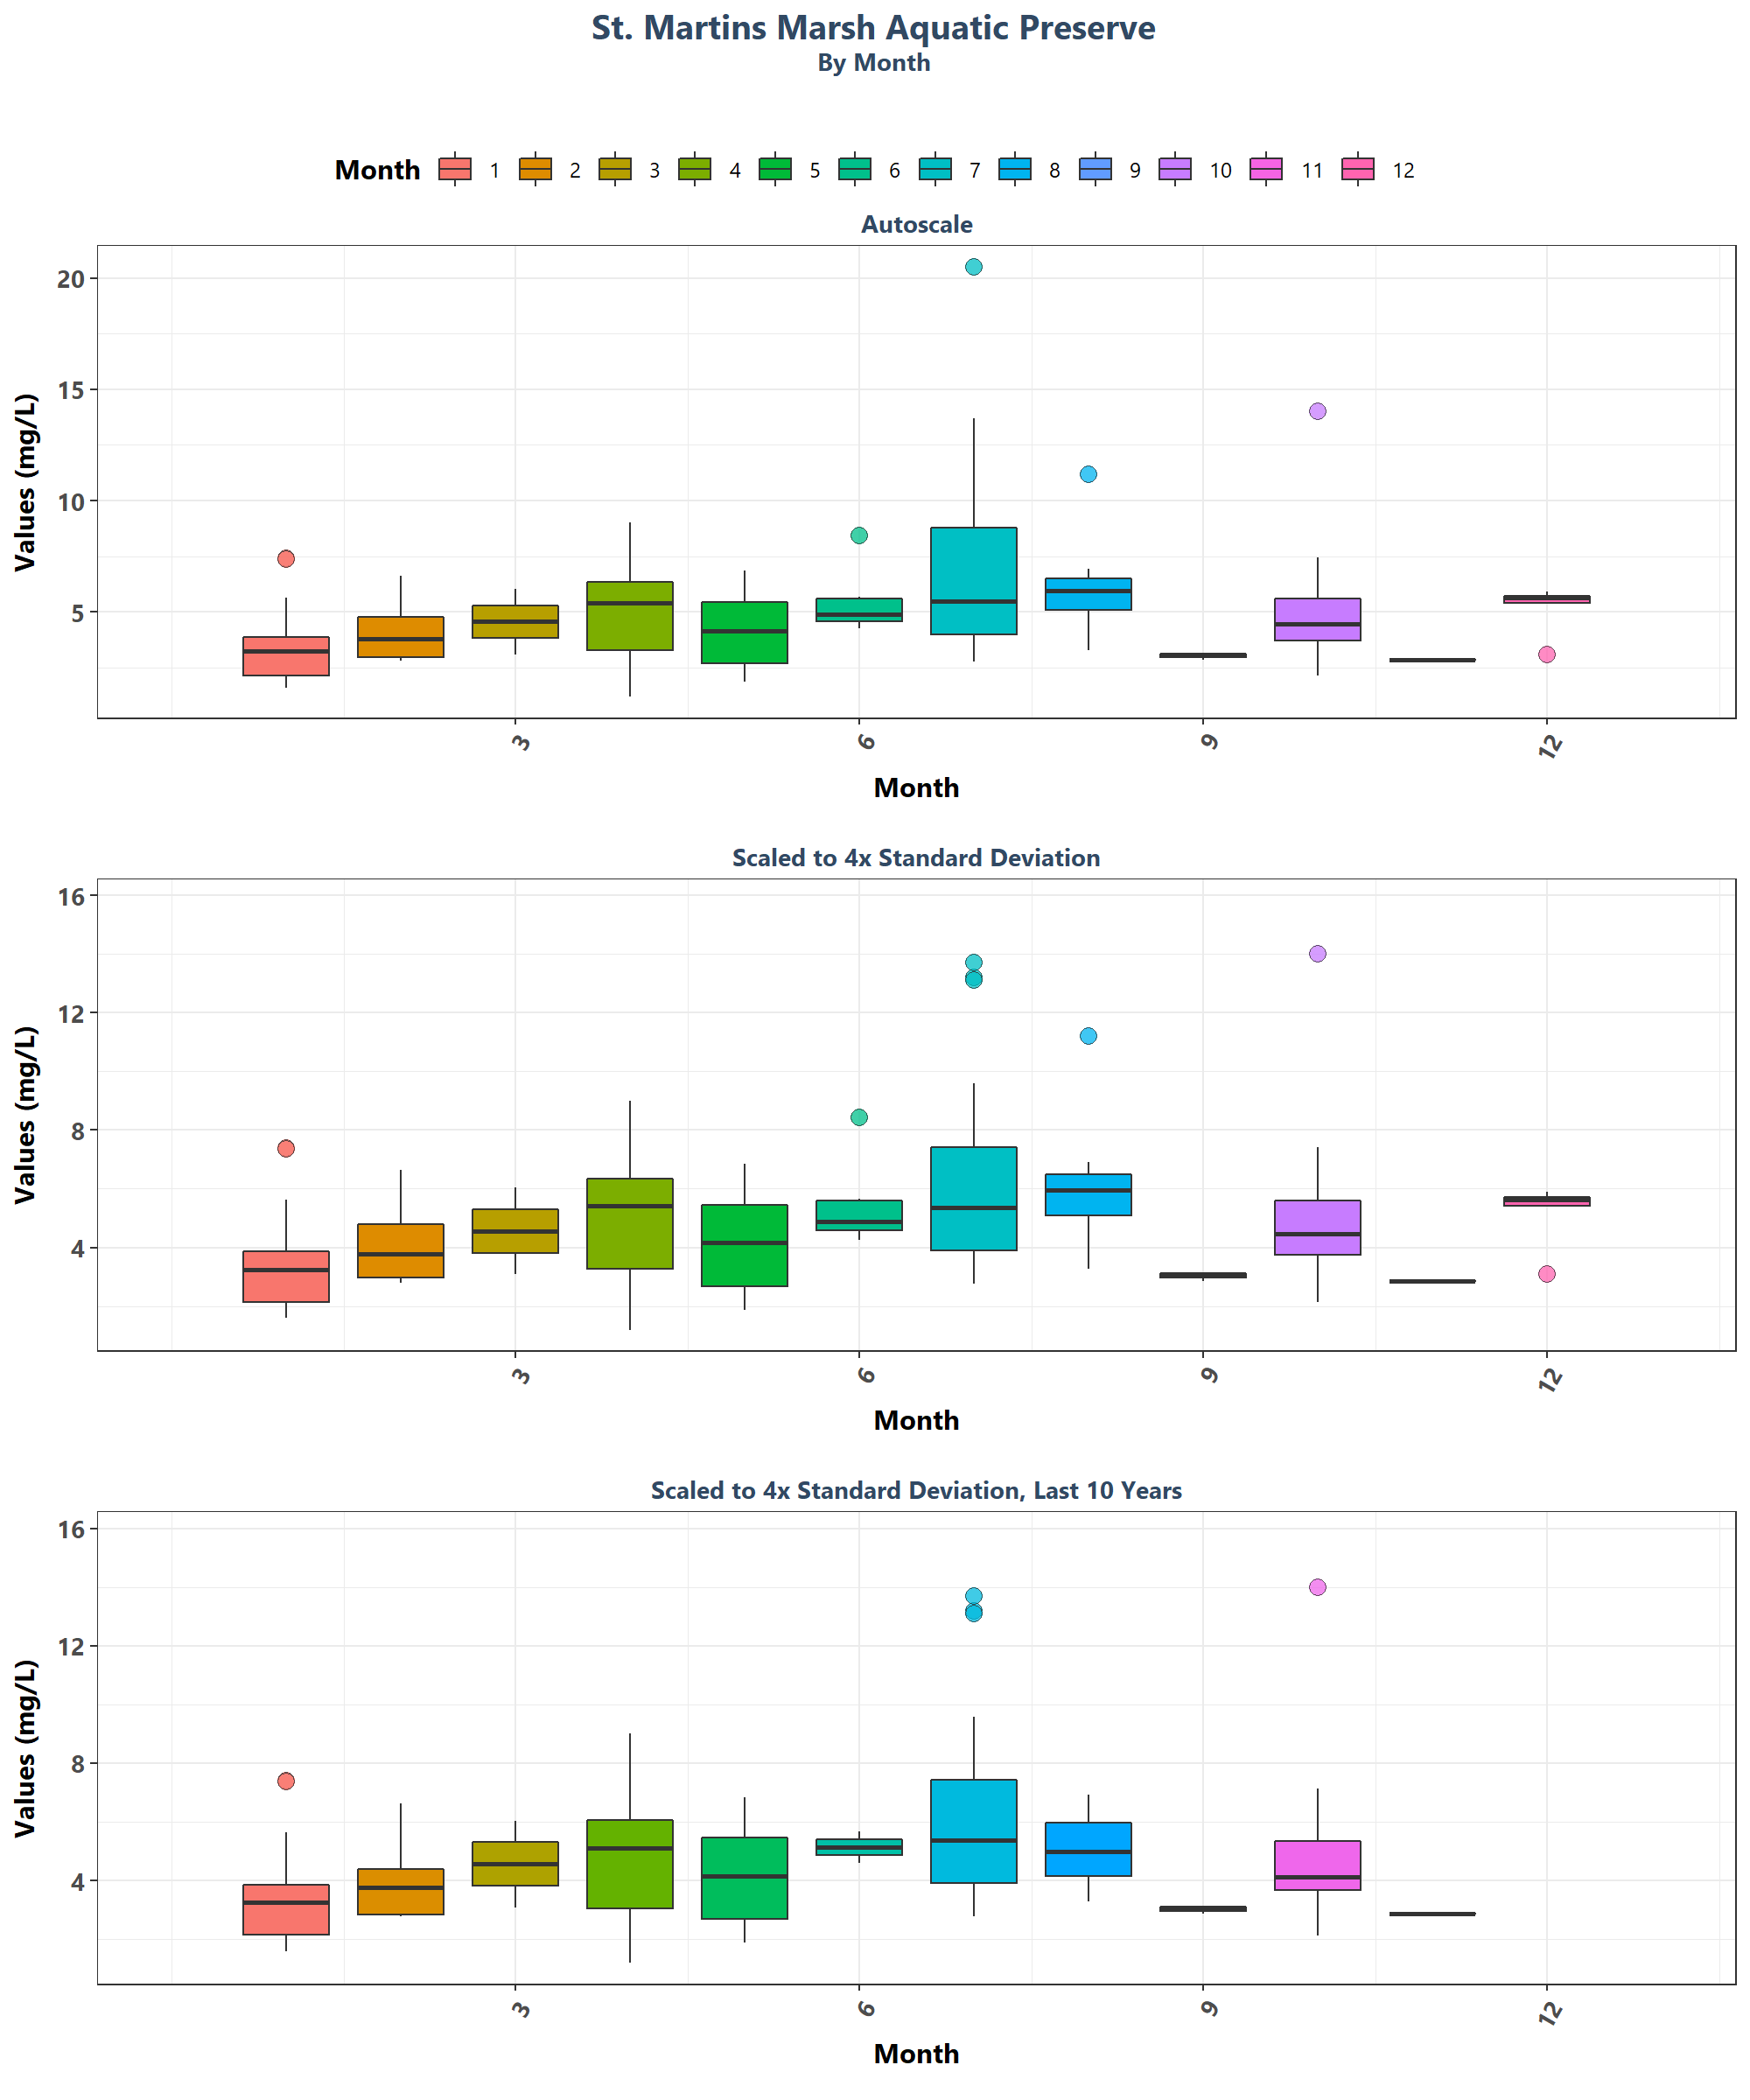 St. Martins Marsh Aquatic Preserve
By Month
Month 1 2 3 4 5 6 7 8 9 10 11 12
Autoscale
20
15
10
5
Values (mg/L)
3 6 9 12
Month
Scaled to 4x Standard Deviation
16
12
8
4
Values (mg/L)
3 6 9 12
Month
Scaled to 4x Standard Deviation, Last 10 Years
16
12
8
4
Values (mg/L)
3 6 9 12
Month